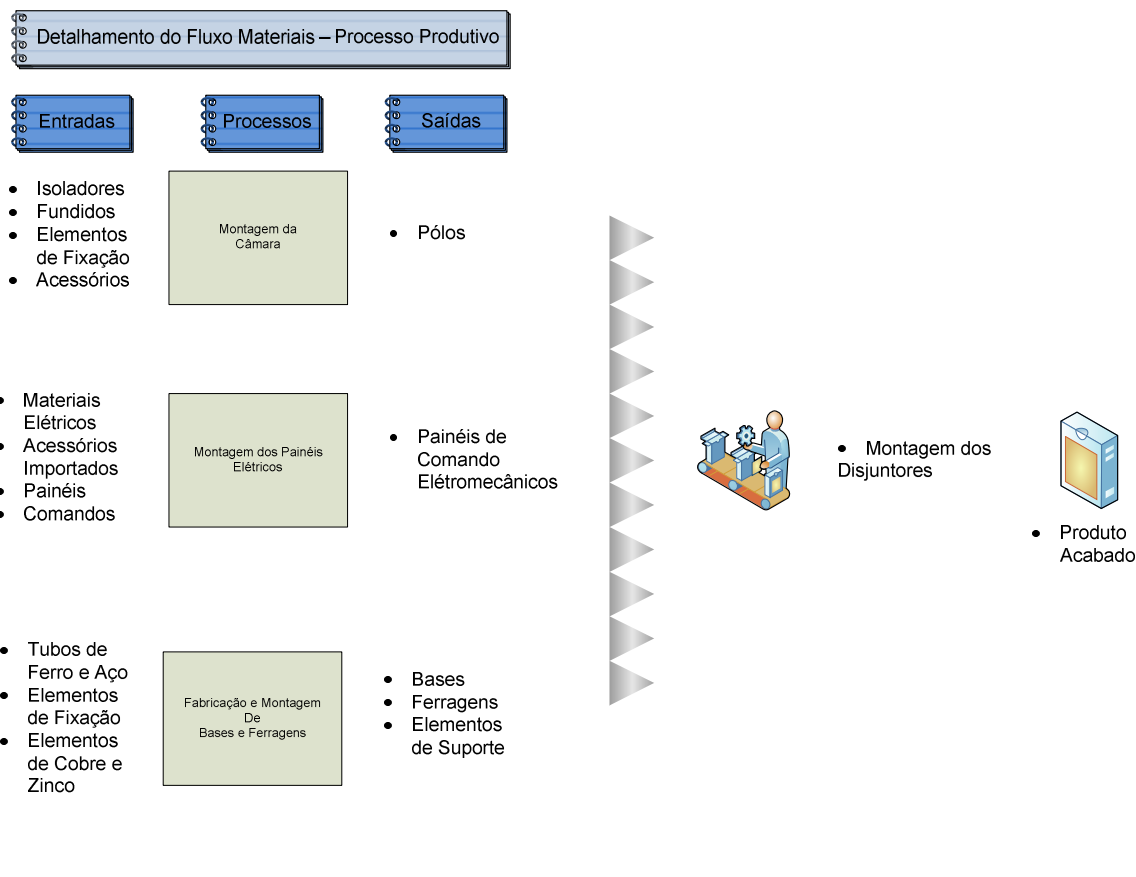 Detalhamento do Fluxo Materiais – Processo Produtivo
Entradas
Processos
Saídas
• Isoladores
• Fundidos
• Elementos
de Fixação
• Acessórios
Montagem da
Câmara
• Pólos
• Materiais
Elétricos
• Acessórios
Importados
• Painéis
• Comandos
Montagem dos Painéis
Elétricos
• Painéis de
Comando
Elétromecânicos
• Tubos de
Ferro e Aço
• Elementos
de Fixação
• Elementos
de Cobre e
Zinco
Fabricação e Montagem
De
Bases e Ferragens
• Bases
• Ferragens
• Elementos
de Suporte
• Montagem dos
Disjuntores
• Produto
Acabado